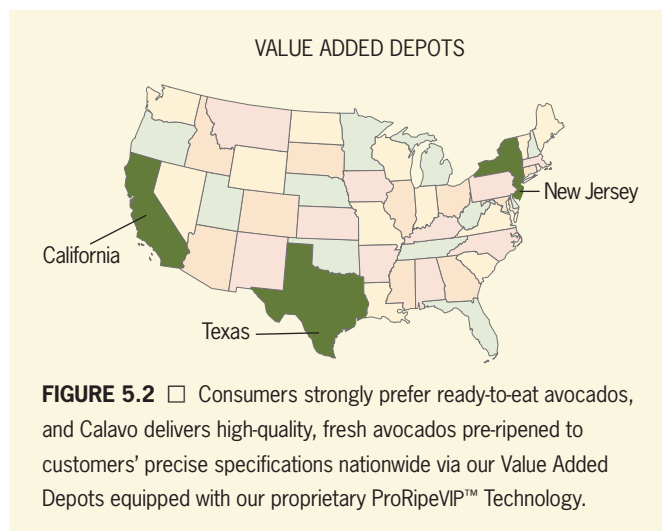 VALUE ADDED DEPOTS
New Jersey
California
Texas
FIGURE 5.2 □ Consumers strongly prefer ready-to-eat avocados,
and Calavo delivers high-quality, fresh avocados pre-ripened to
customers’ precise specifications nationwide via our Value Added
Depots equipped with our proprietary ProRipeVIP™ Technology.